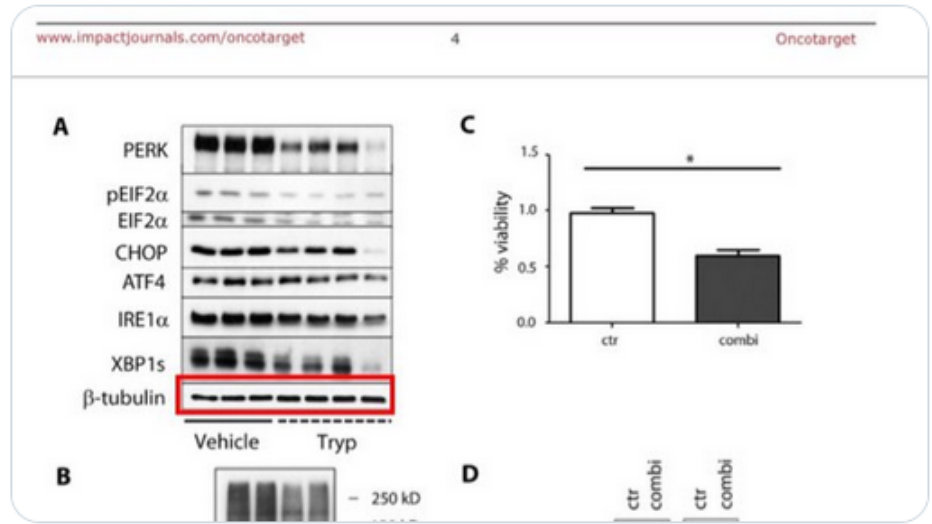 www.impactjournals.com/oncotarget 4 Oncotarget
A
PERK
pEIF2α
EIF2α
CHOP
ATF4
IRE1α
XBP1s
β-tubulin
Vehicle Tryp
C
% viability
1.5
1.0
0.5
0.0
*
ctr combi
B
250 kD
D
ctr
combi
ctr
combi